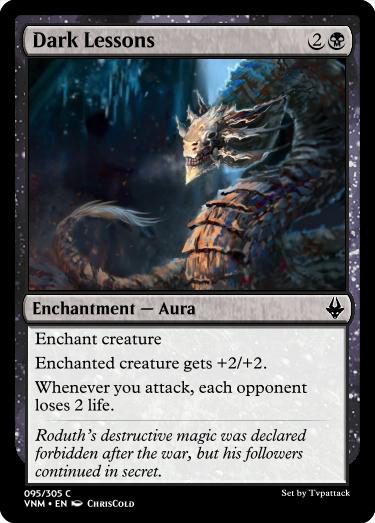 Dark Lessons 2
Enchantment — Aura
Enchant creature
Enchanted creature gets +2/+2.
Whenever you attack, each opponent
loses 2 life.
Roduth's destructive magic was declared
forbidden after the war, but his followers
continued in secret.
095/305 C
VNM • EN ChrisCold
Set by Tvpattack